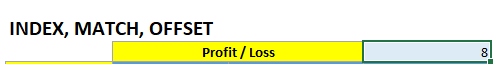 INDEX, MATCH, OFFSET
Profit / Loss 8